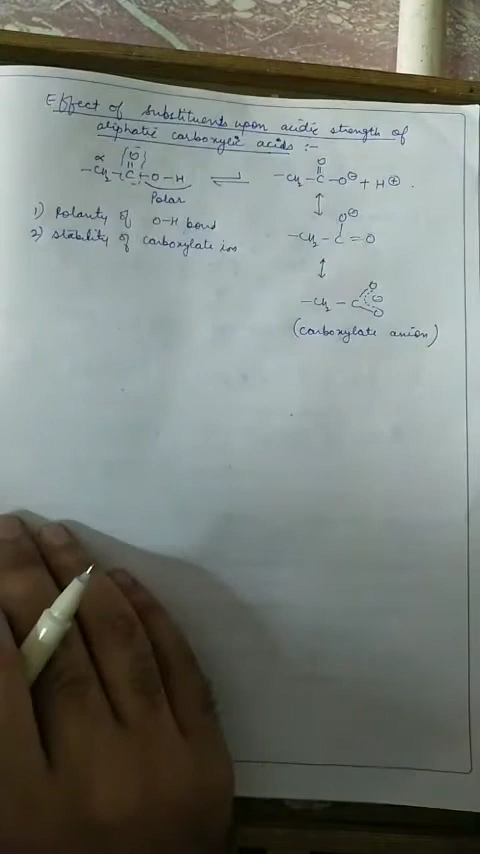 Effect of substituents upon acidic strength of
aliphatic carboxylic acids :-
α
-CH2-C-O-H ⇌ -CH2-C-O⊖ + H⊕
O
O
Polar
1) Polarity of O-H bond
2) Stability of carboxylate ion
O⊖
-CH2-C=O
-CH2-C
O
⊖
O
(carboxylate anion)